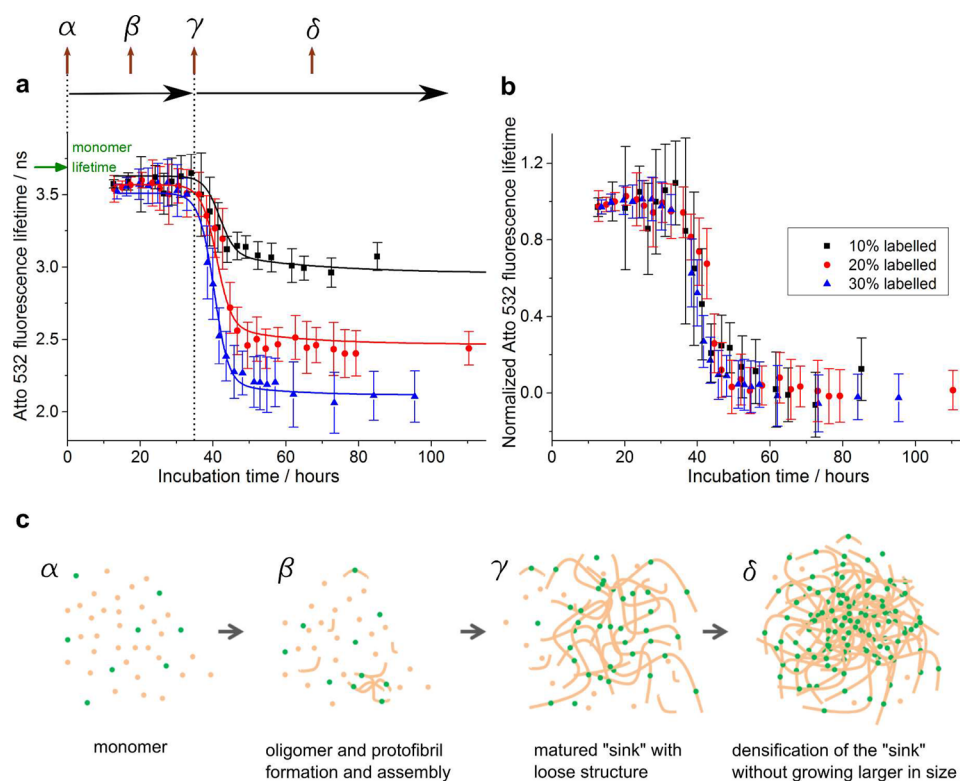 α β γ δ
a
monomer
lifetime
Atto 532 fluorescence lifetime / ns
3.5
3.0
2.5
2.0
0 20 40 60 80 100
Incubation time / hours
b
Normalized Atto 532 fluorescence lifetime
1.2
0.8
0.4
0.0
0 20 40 60 80 100
Incubation time / hours
10% labelled
20% labelled
30% labelled
c
α β γ δ
monomer
oligomer and protofibril
formation and assembly
matured "sink" with
loose structure
densification of the "sink"
without growing larger in size